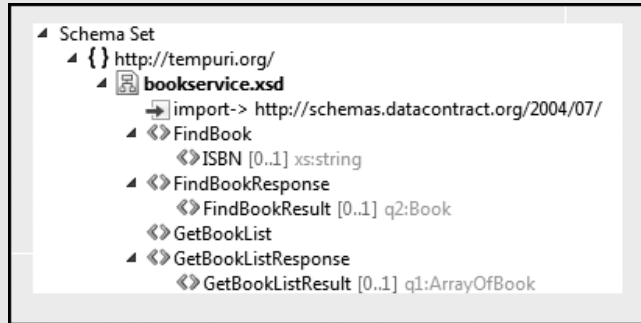 Schema Set
{ } http://tempuri.org/
bookservice.xsd
import-> http://schemas.datacontract.org/2004/07/
FindBook
ISBN [0..1] xs:string
FindBookResponse
FindBookResult [0..1] q2:Book
GetBookList
GetBookListResponse
GetBookListResult [0..1] q1:ArrayOfBook